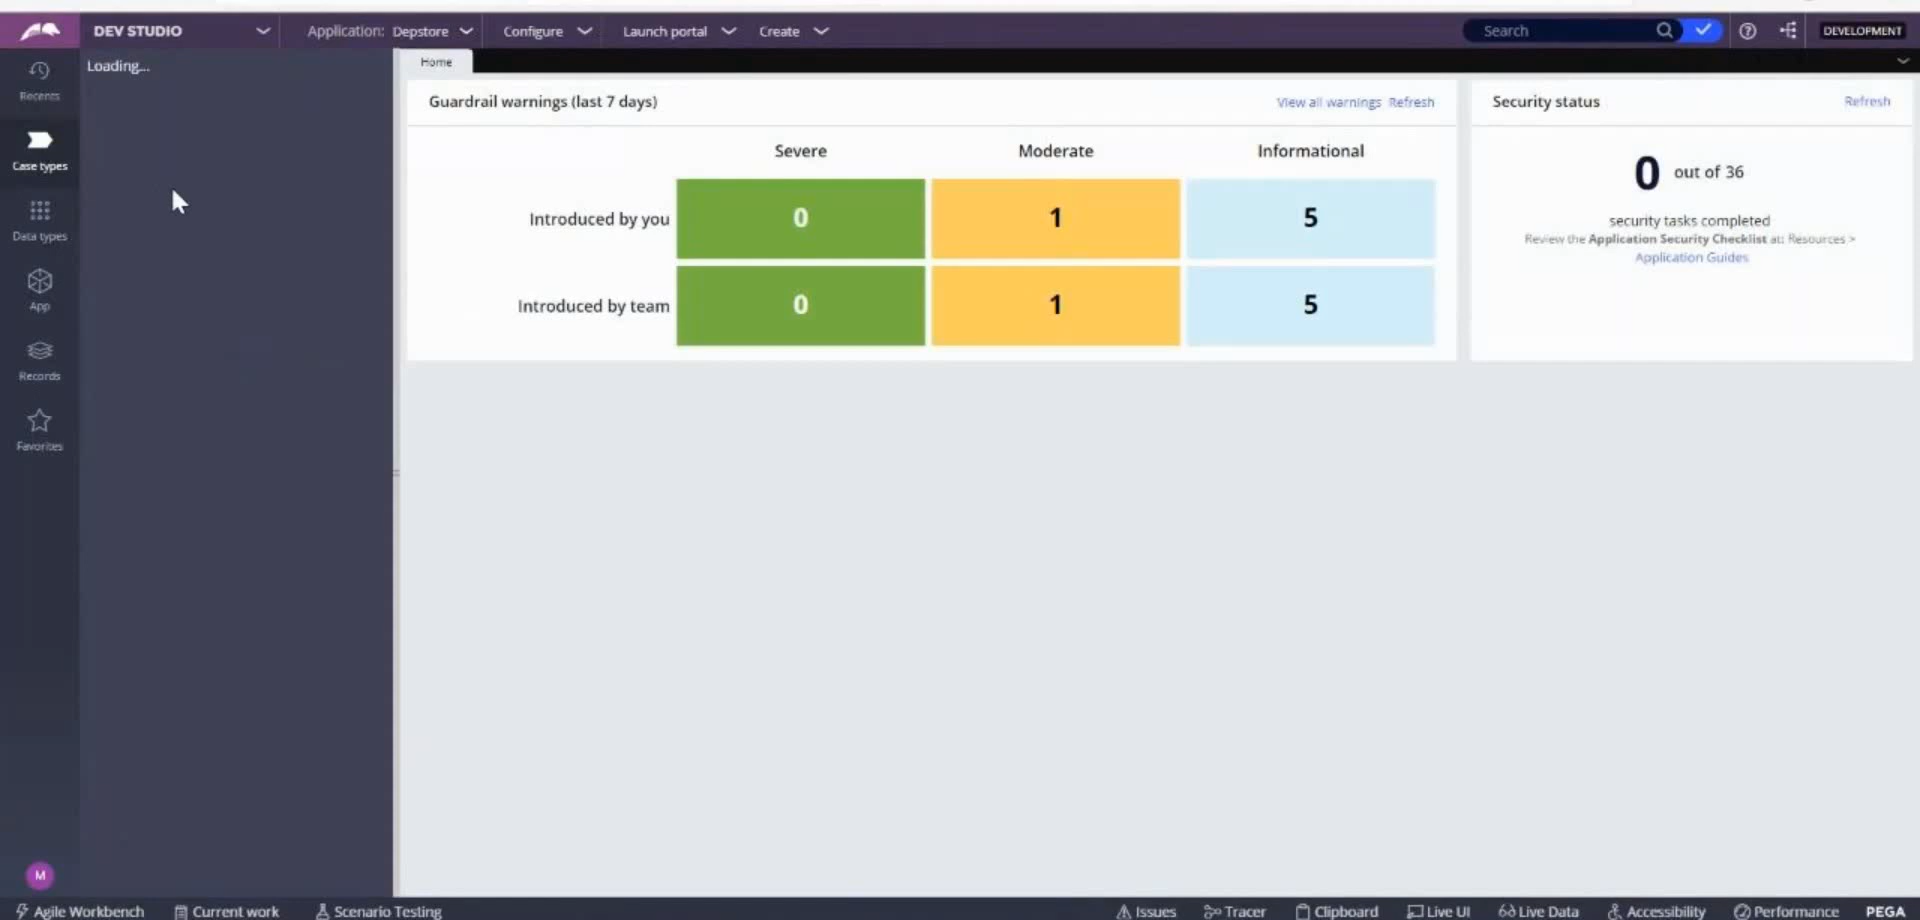 DEV STUDIO Application: Depstore Configure Launch portal Create Search DEVELOPMENT
Recents
Case types
Data types
App
Records
Favorites
M
Loading...
Home
Guardrail warnings (last 7 days) View all warnings Refresh
Severe Moderate Informational
Introduced by you 0 1 5
Introduced by team 0 1 5
Security status Refresh
0 out of 36
security tasks completed
Review the Application Security Checklist at: Resources >
Application Guides
Agile Workbench Current work Scenario Testing Issues Tracer Clipboard Live UI Live Data Accessibility Performance PEGA